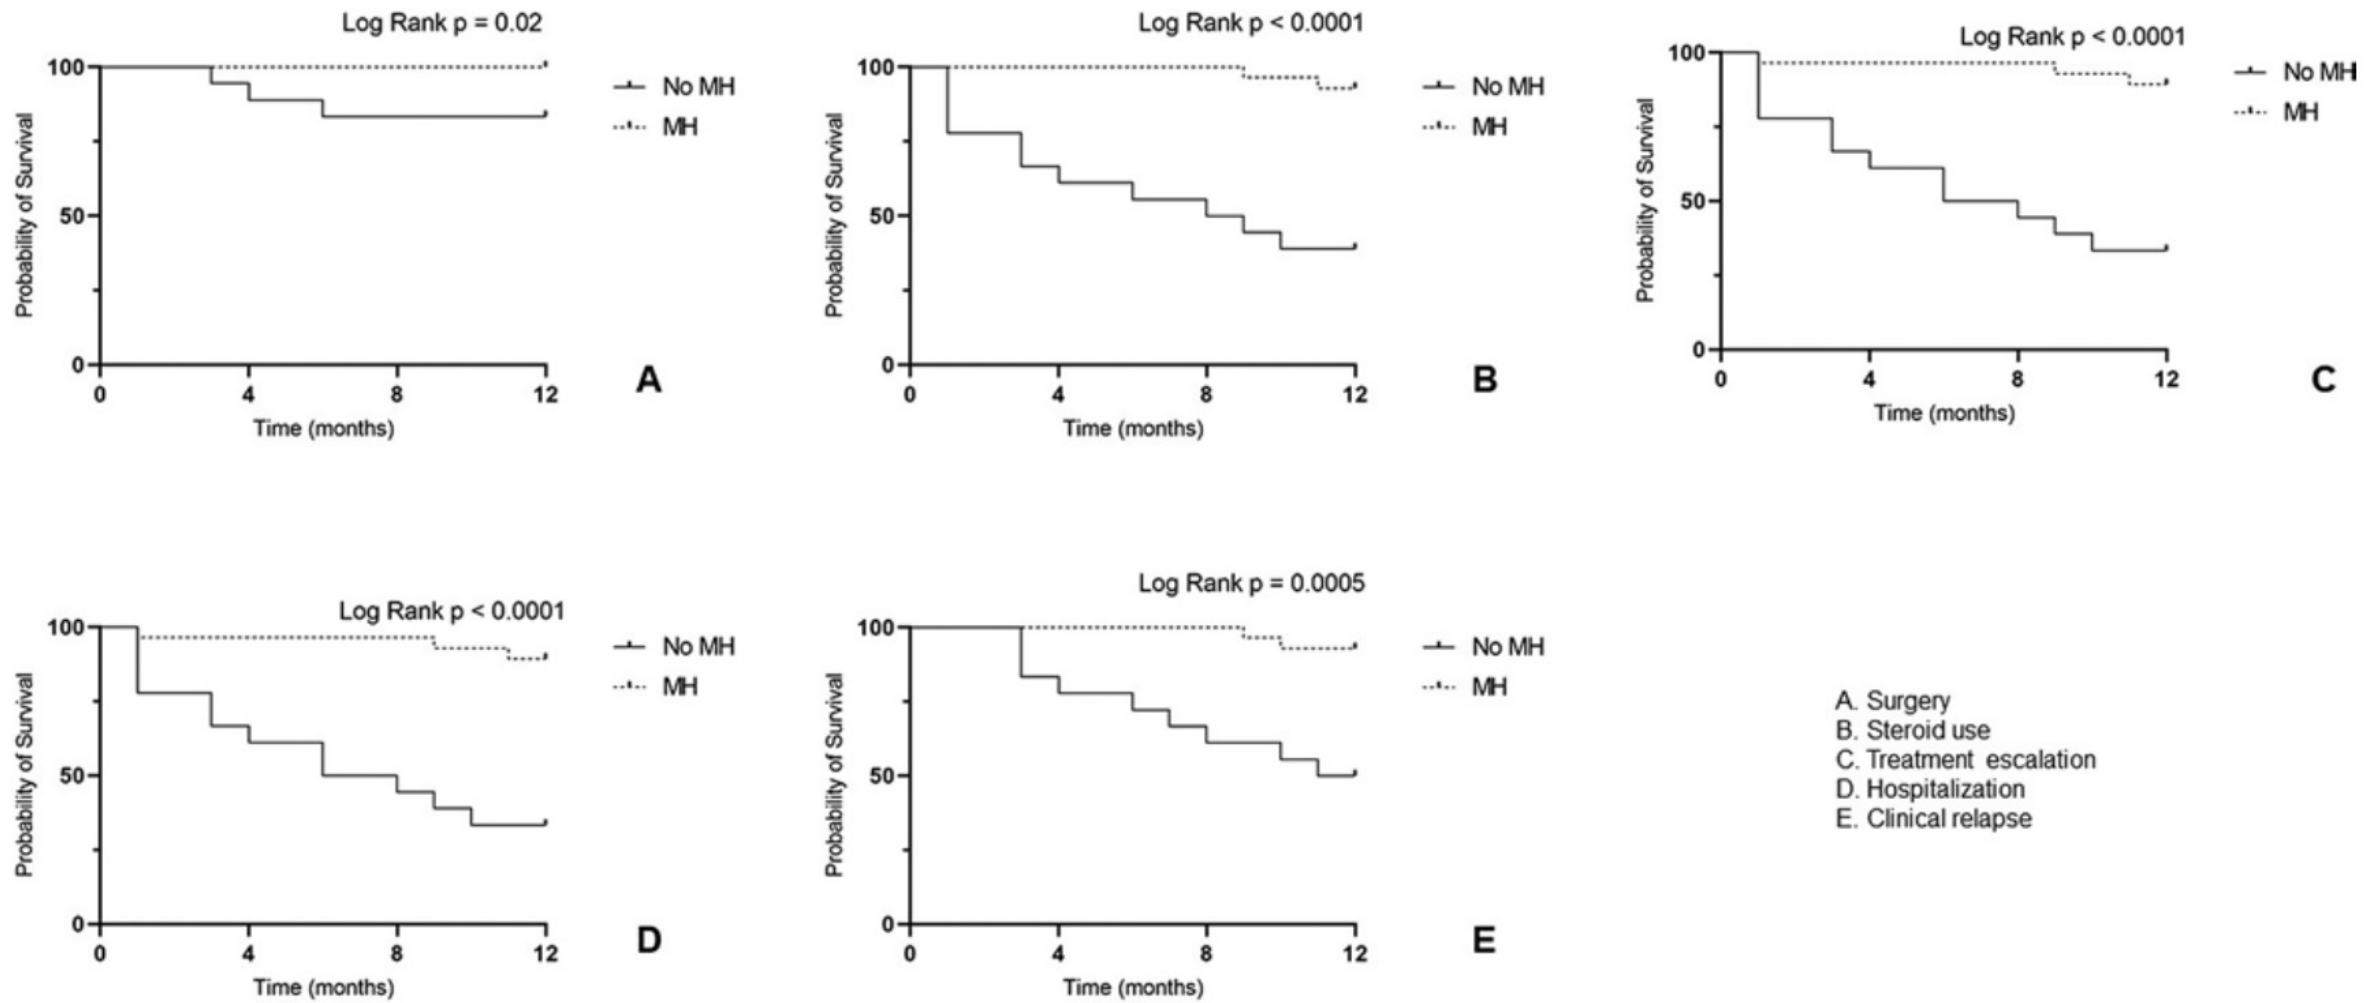 Log Rank p = 0.02
100
50
0
0 4 8 12
Probability of Survival
Time (months)
No MH
MH
A
Log Rank p < 0.0001
100
50
0
0 4 8 12
Probability of Survival
Time (months)
No MH
MH
B
Log Rank p < 0.0001
100
50
0
0 4 8 12
Probability of Survival
Time (months)
No MH
MH
C
Log Rank p < 0.0001
100
50
0
0 4 8 12
Probability of Survival
Time (months)
No MH
MH
D
Log Rank p = 0.0005
100
50
0
0 4 8 12
Probability of Survival
Time (months)
No MH
MH
E
A. Surgery
B. Steroid use
C. Treatment escalation
D. Hospitalization
E. Clinical relapse